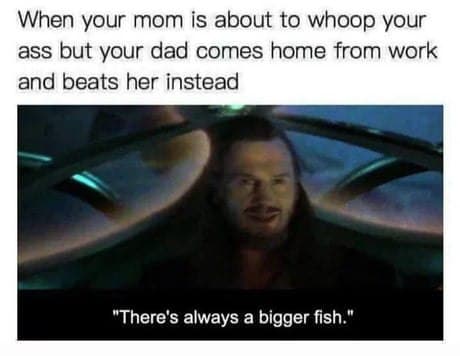 When your mom is about to whoop your
ass but your dad comes home from work
and beats her instead
"There's always a bigger fish."